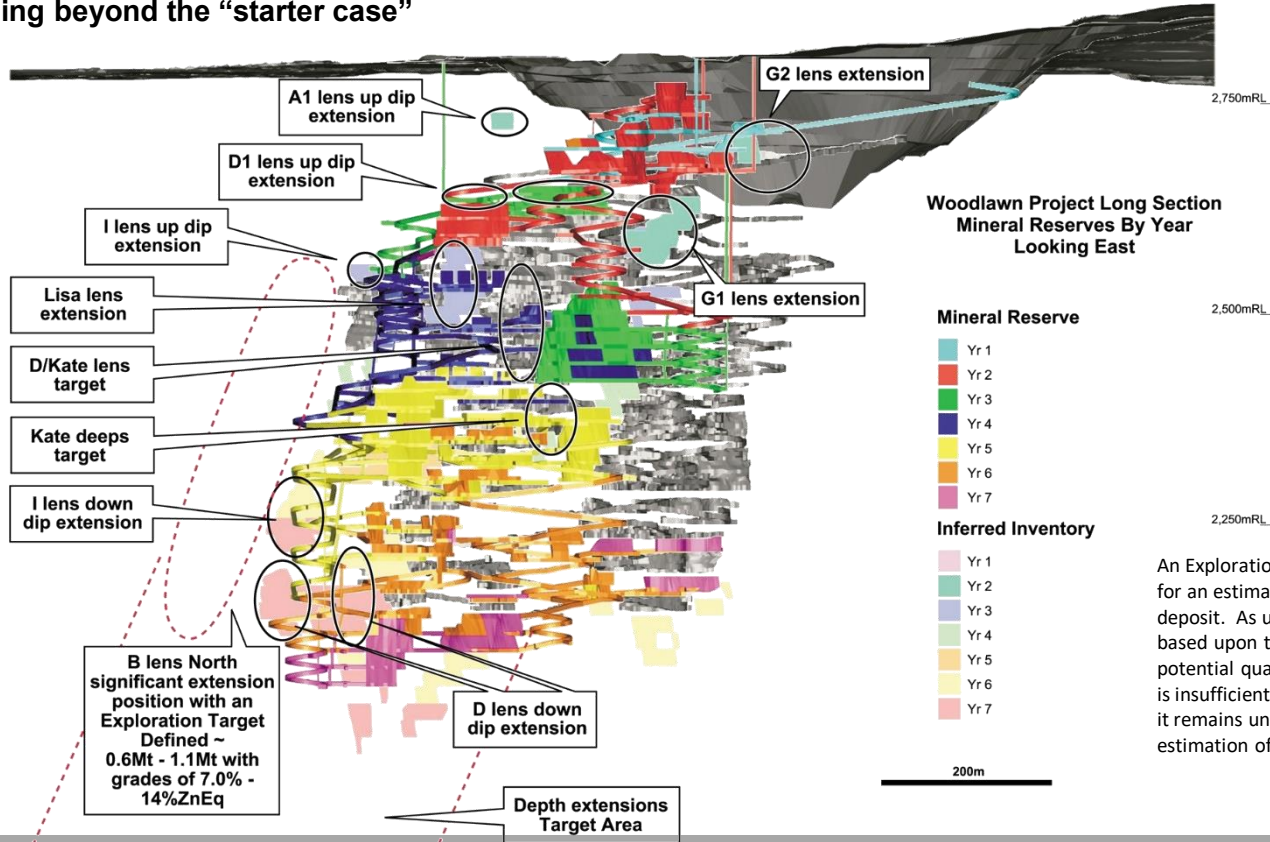 ing beyond the “starter case”
A1 lens up dip
extension
G2 lens extension
2,750mRL
D1 lens up dip
extension
Woodlawn Project Long Section
Mineral Reserves By Year
Looking East
I lens up dip
extension
Lisa lens
extension
G1 lens extension
2,500mRL
D/Kate lens
target
Kate deeps
target
I lens down
dip extension
Mineral Reserve
Yr 1
Yr 2
Yr 3
Yr 4
Yr 5
Yr 6
Yr 7
2,250mRL
Inferred Inventory
Yr 1
Yr 2
Yr 3
Yr 4
Yr 5
Yr 6
Yr 7
An Exploratio
for an estima
deposit. As u
based upon t
potential qua
is insufficient
it remains un
estimation of
B lens North
significant extension
position with an
Exploration Target
Defined ~
0.6Mt - 1.1Mt with
grades of 7.0% -
14%ZnEq
D lens down
dip extension
200m
Depth extensions
Target Area